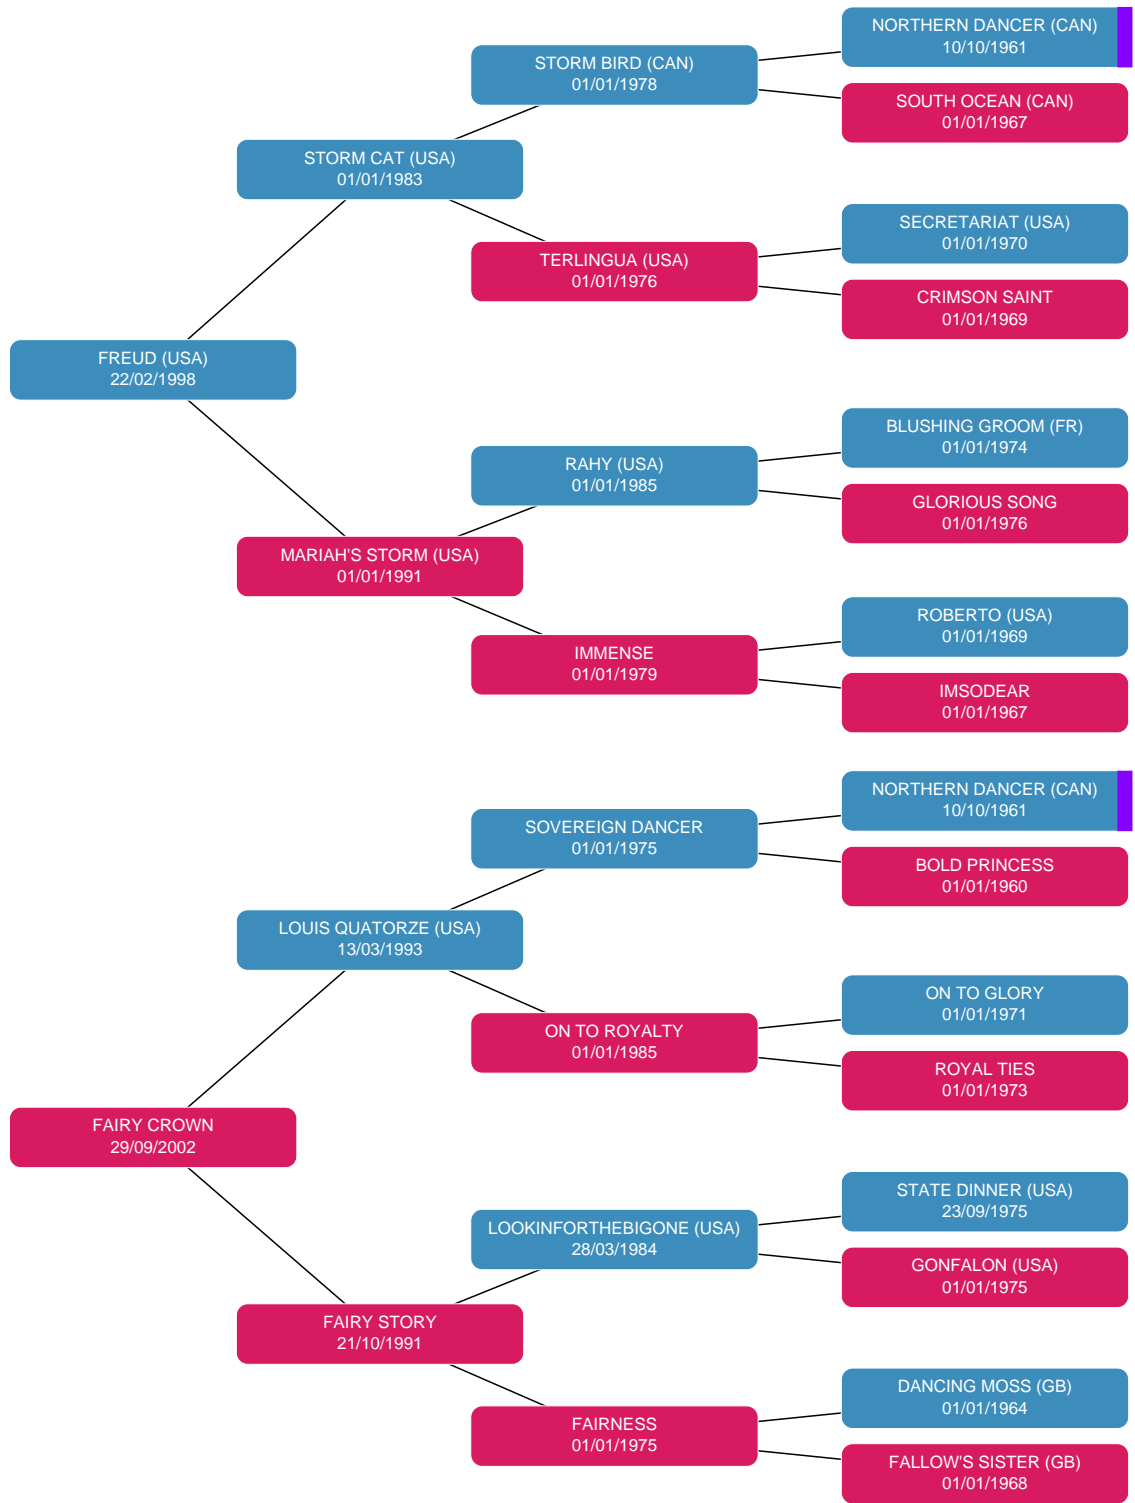 NORTHERN DANCER (CAN)
10/10/1961
STORM BIRD (CAN)
01/01/1978
SOUTH OCEAN (CAN)
01/01/1967
STORM CAT (USA)
01/01/1983
SECRETARIAT (USA)
01/01/1970
TERLINGUA (USA)
01/01/1976
CRIMSON SAINT
01/01/1969
FREUD (USA)
22/02/1998
BLUSHING GROOM (FR)
01/01/1974
RAHY (USA)
01/01/1985
GLORIOUS SONG
01/01/1976
MARIAH'S STORM (USA)
01/01/1991
ROBERTO (USA)
01/01/1969
IMMENSE
01/01/1979
IMSODEAR
01/01/1967
NORTHERN DANCER (CAN)
10/10/1961
SOVEREIGN DANCER
01/01/1975
BOLD PRINCESS
01/01/1960
LOUIS QUATORZE (USA)
13/03/1993
ON TO GLORY
01/01/1971
ON TO ROYALTY
01/01/1985
ROYAL TIES
01/01/1973
FAIRY CROWN
29/09/2002
STATE DINNER (USA)
23/09/1975
LOOKINFORTHEBIGONE (USA)
28/03/1984
GONFALON (USA)
01/01/1975
FAIRY STORY
21/10/1991
DANCING MOSS (GB)
01/01/1964
FAIRNESS
01/01/1975
FALLOW'S SISTER (GB)
01/01/1968